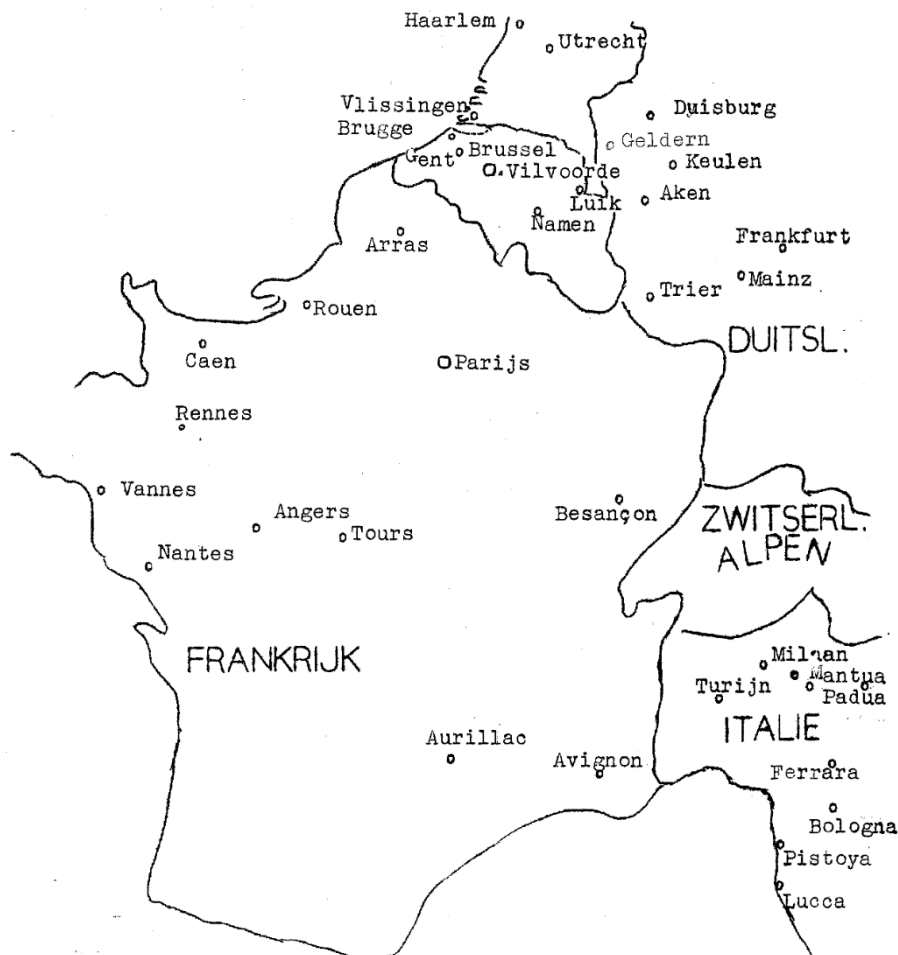 Haarlem
Utrecht
Vlissingen
Duisburg
Brugge
Geldern
Gent
Brussel
Keulen
Vilvoorde
Aken
Luik
Namen
Arras
Frankfurt
Trier
Mainz
Rouen
DUITSL.
Caen
Parijs
Rennes
Vannes
Angers
Besançon
ZWITSERL.
Tours
ALPEN
Nantes
FRANKRIJK
Milaan
Mantua
Turijn
Padua
ITALIE
Aurillac
Avignon
Ferrara
Bologna
Pistoya
Lucca